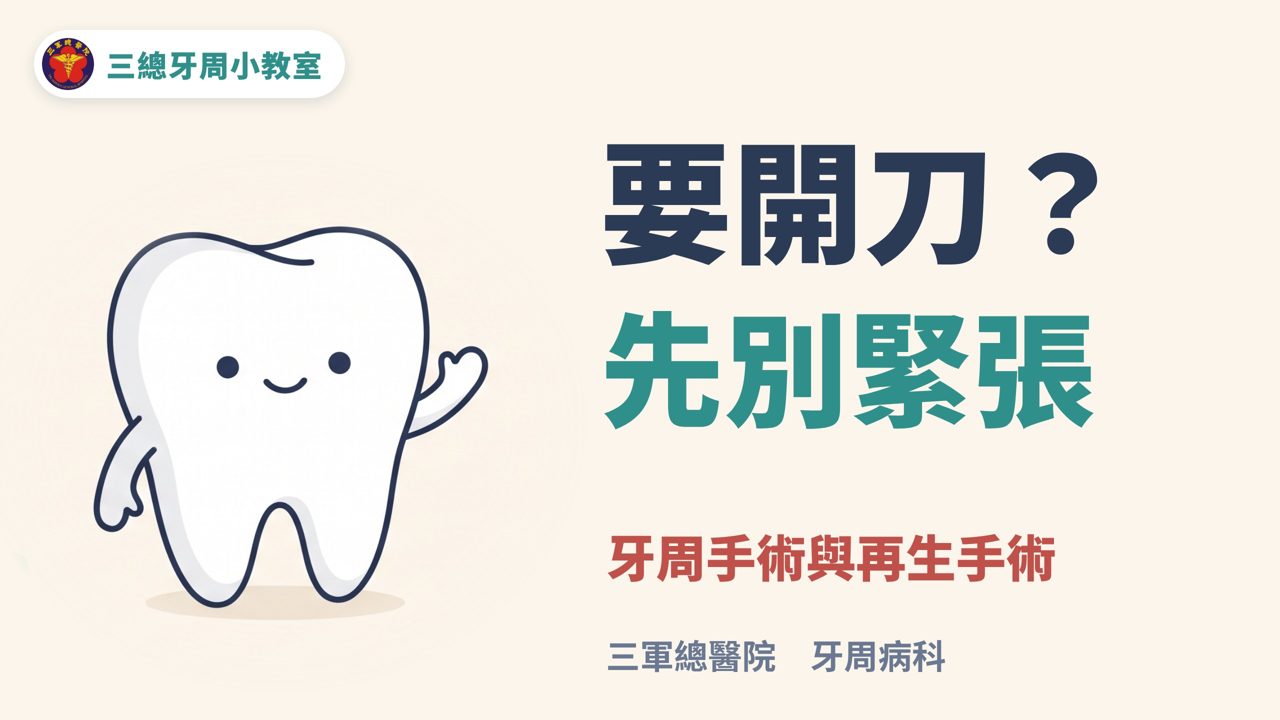 三總牙周小教室
要開刀？
先別緊張
牙周手術與再生手術
三軍總醫院　牙周病科